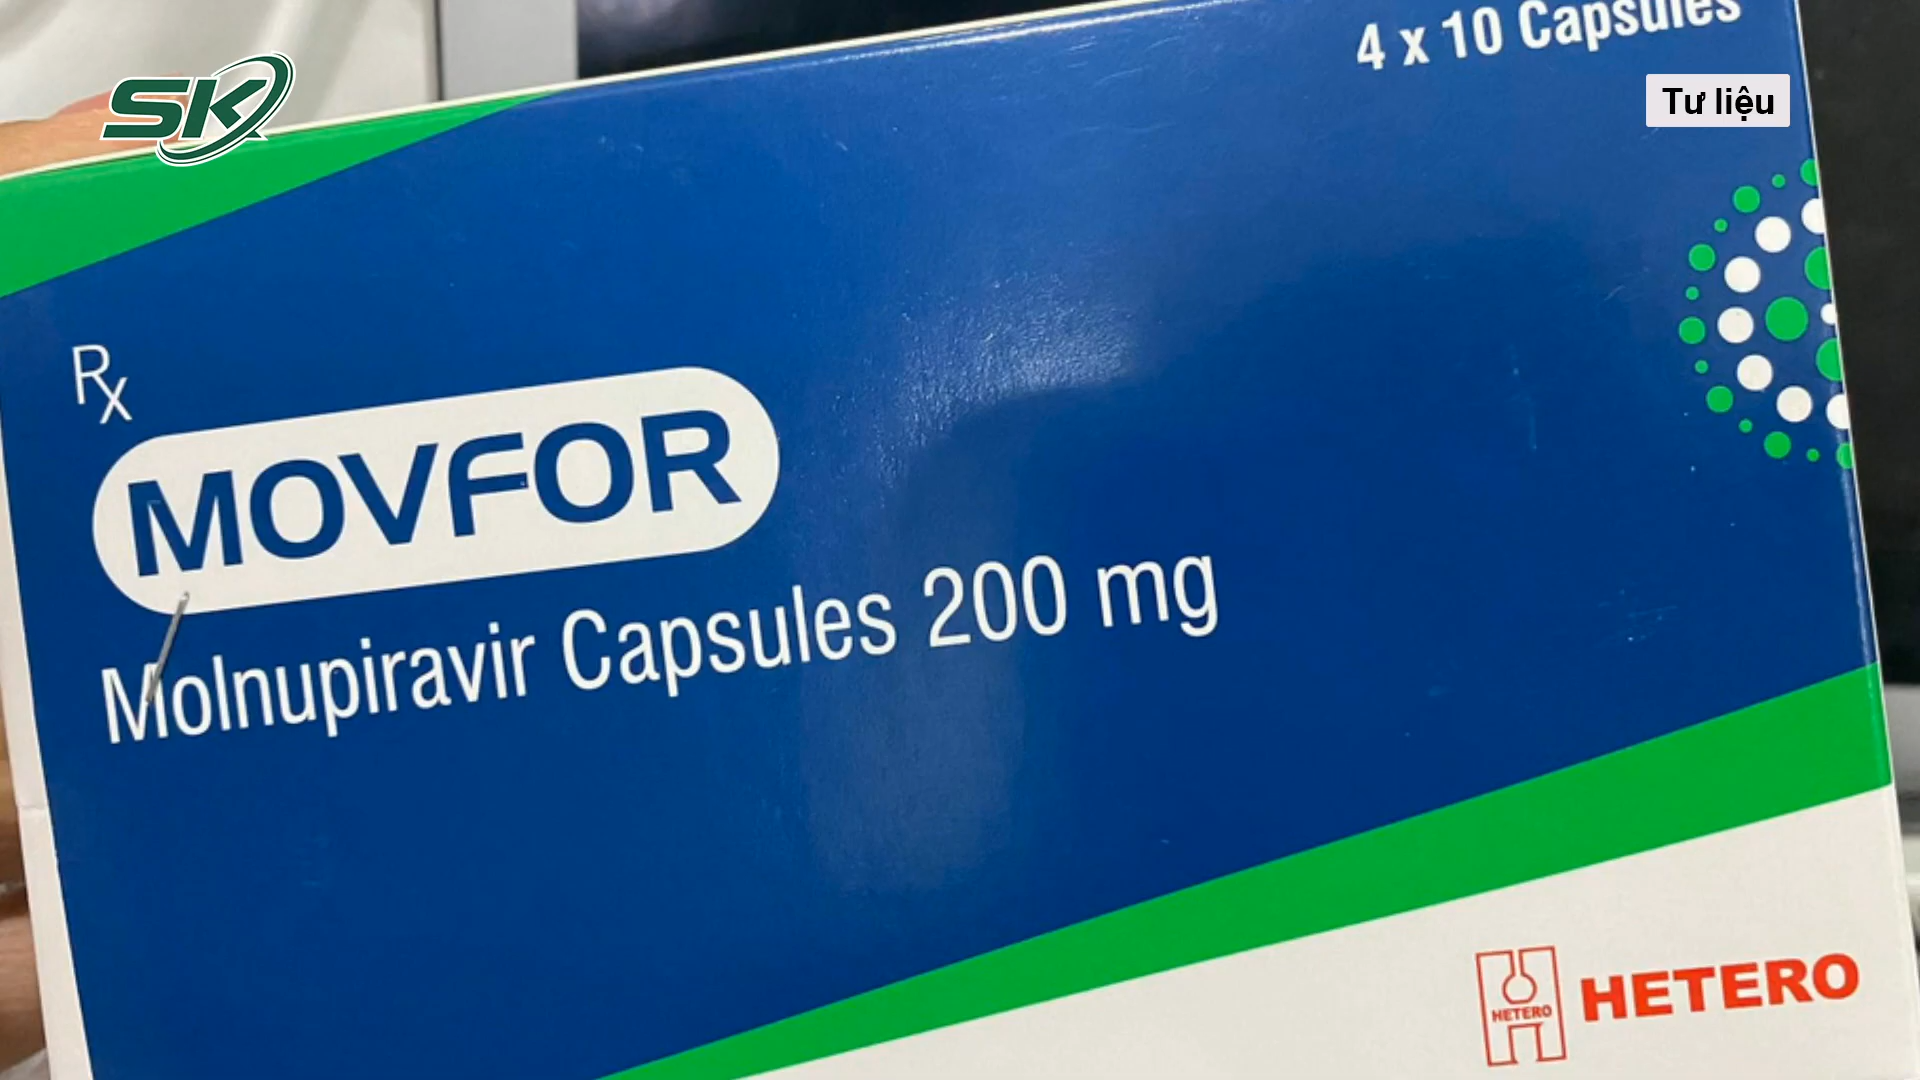 4 x 10 Capsules
SK
Tư liệu
Rx
MOVFOR
Molnupiravir Capsules 200 mg
HETERO
HETERO